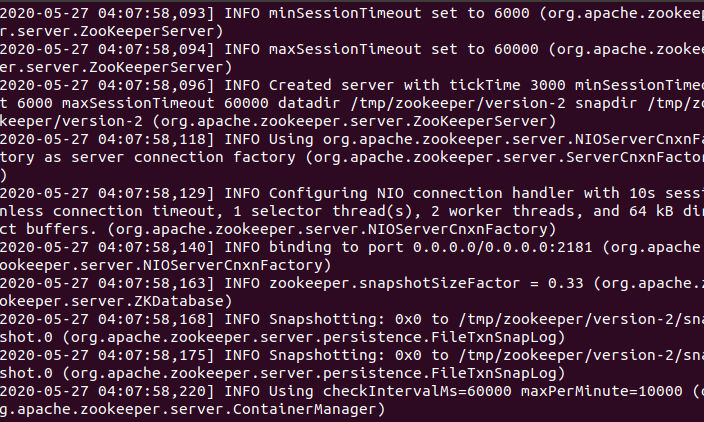 2020-05-27 04:07:58,093] INFO minSessionTimeout set to 6000 (org.apache.zookeep
r.server.ZooKeeperServer)
2020-05-27 04:07:58,094] INFO maxSessionTimeout set to 60000 (org.apache.zooke
er.server.ZooKeeperServer)
2020-05-27 04:07:58,096] INFO Created server with tickTime 3000 minSessionTimeo
t 6000 maxSessionTimeout 60000 datadir /tmp/zookeeper/version-2 snapdir /tmp/zo
keeper/version-2 (org.apache.zookeeper.server.ZooKeeperServer)
2020-05-27 04:07:58,118] INFO Using org.apache.zookeeper.server.NIOServerCnxnFa
tory as server connection factory (org.apache.zookeeper.server.ServerCnxnFactor
)
2020-05-27 04:07:58,129] INFO Configuring NIO connection handler with 10s sessi
nless connection timeout, 1 selector thread(s), 2 worker threads, and 64 kB dir
ct buffers. (org.apache.zookeeper.server.NIOServerCnxnFactory)
2020-05-27 04:07:58,140] INFO binding to port 0.0.0.0/0.0.0.0:2181 (org.apache.
ookeeper.server.NIOServerCnxnFactory)
2020-05-27 04:07:58,163] INFO zookeeper.snapshotSizeFactor = 0.33 (org.apache.z
okeeper.server.ZKDatabase)
2020-05-27 04:07:58,168] INFO Snapshotting: 0x0 to /tmp/zookeeper/version-2/sna
shot.0 (org.apache.zookeeper.server.persistence.FileTxnSnapLog)
2020-05-27 04:07:58,175] INFO Snapshotting: 0x0 to /tmp/zookeeper/version-2/sna
shot.0 (org.apache.zookeeper.server.persistence.FileTxnSnapLog)
2020-05-27 04:07:58,220] INFO Using checkIntervalMs=60000 maxPerMinute=10000 (o
g.apache.zookeeper.server.ContainerManager)